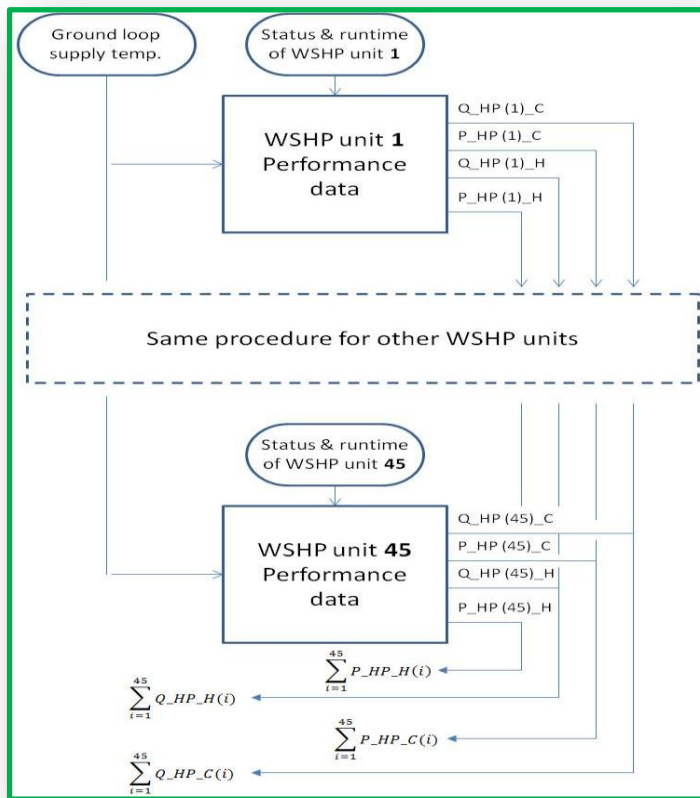 Ground loop
supply temp.
Status & runtime
of WSHP unit 1
WSHP unit 1
Performance
data
Q_HP (1)_C
P_HP (1)_C
Q_HP (1)_H
P_HP (1)_H
Same procedure for other WSHP units
Status & runtime
of WSHP unit 45
WSHP unit 45
Performance
data
Q_HP (45)_C
P_HP (45)_C
Q_HP (45)_H
P_HP (45)_H
45
∑ P_HP_H(i)
i=1
45
∑ Q_HP_H(i)
i=1
45
∑ P_HP_C(i)
i=1
45
∑ Q_HP_C(i)
i=1